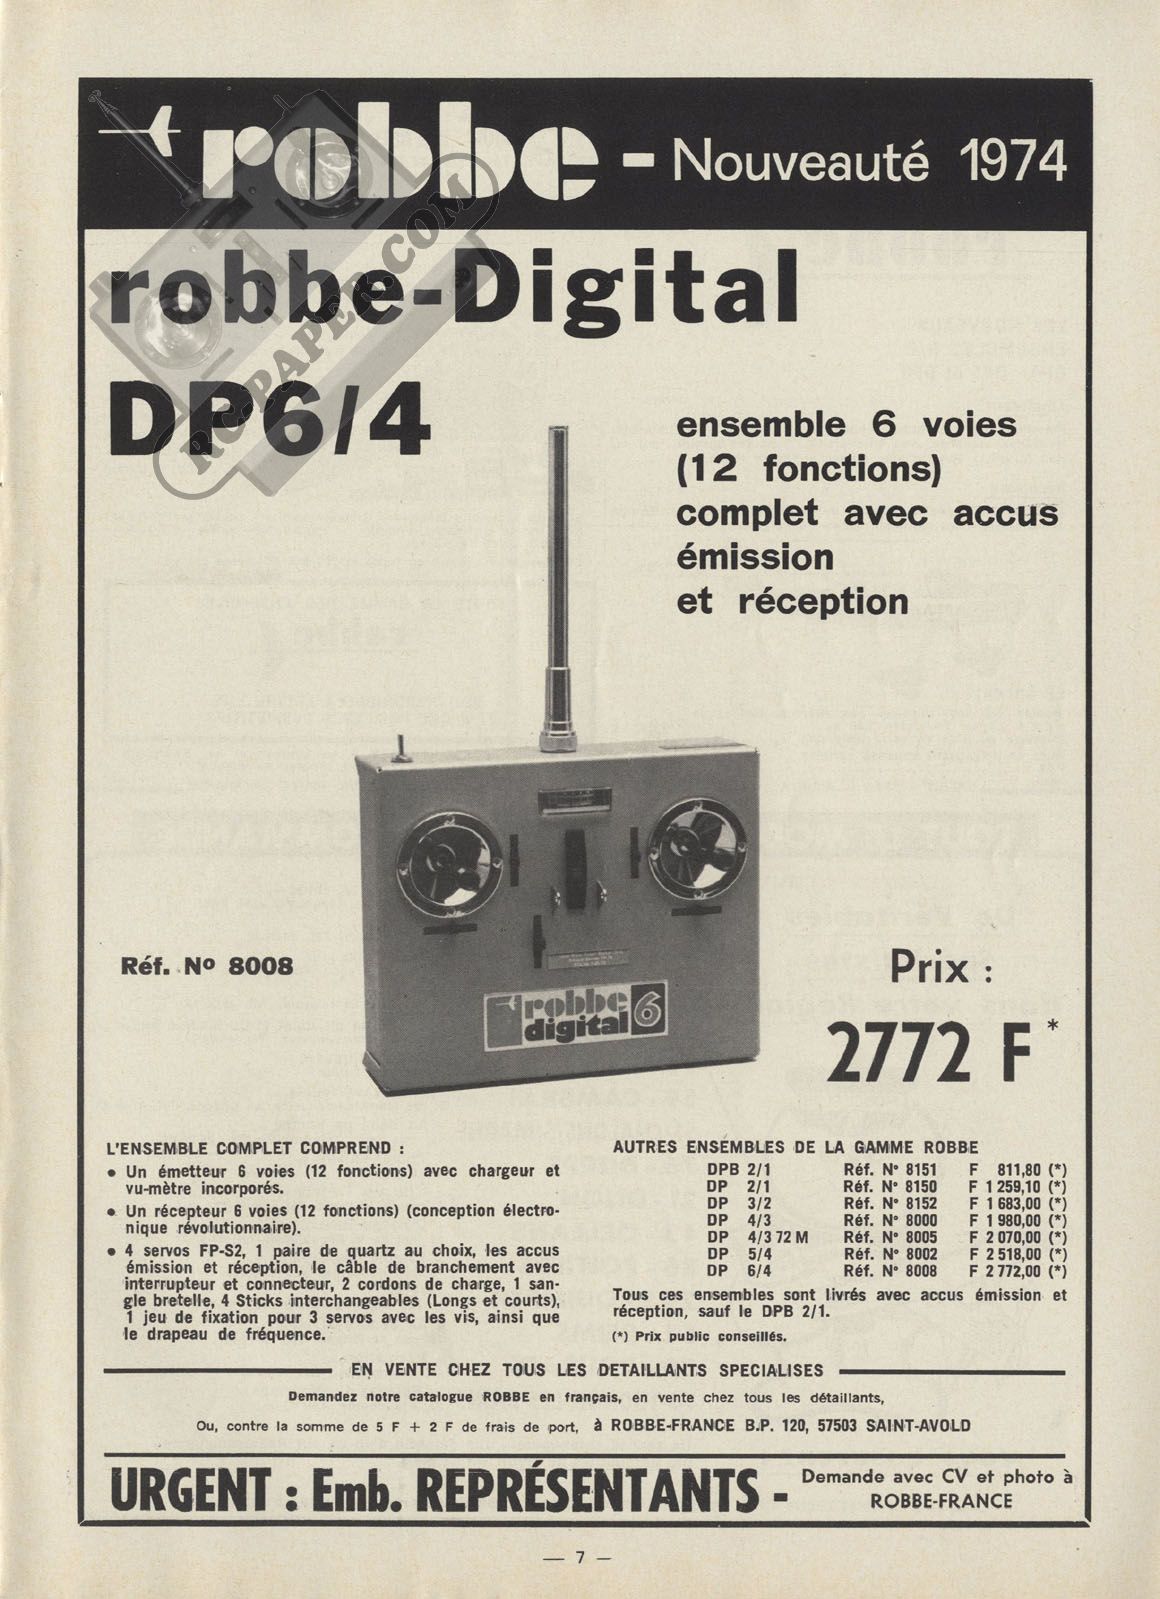 robbe - Nouveauté 1974
robbe-Digital
DP6/4
RCPAPER.COM
ensemble 6 voies
(12 fonctions)
complet avec accus
émission
et réception
Réf. No 8008
robbe
digital 6
Prix :
2772 F*
L'ENSEMBLE COMPLET COMPREND :
• Un émetteur 6 voies (12 fonctions) avec chargeur et
vu-mètre incorporés.
• Un récepteur 6 voies (12 fonctions) (conception électro-
nique révolutionnaire).
• 4 servos FP-S2, 1 paire de quartz au choix, les accus
émission et réception, le câble de branchement avec
interrupteur et connecteur, 2 cordons de charge, 1 san-
gle bretelle, 4 Sticks interchangeables (Longs et courts),
1 jeu de fixation pour 3 servos avec les vis, ainsi que
le drapeau de fréquence.
AUTRES ENSEMBLES DE LA GAMME ROBBE
DPB 2/1 Réf. N° 8151 F 811,80 (*)
DP 2/1 Réf. N° 8150 F 1 259,10 (*)
DP 3/2 Réf. N° 8152 F 1 683,00 (*)
DP 4/3 Réf. N° 8000 F 1 980,00 (*)
DP 4/3 72 M Réf. N° 8005 F 2 070,00 (*)
DP 5/4 Réf. N° 8002 F 2 518,00 (*)
DP 6/4 Réf. N° 8008 F 2 772,00 (*)
Tous ces ensembles sont livrés avec accus émission et
réception, sauf le DPB 2/1.
(*) Prix public conseillés.
EN VENTE CHEZ TOUS LES DETAILLANTS SPECIALISES
Demandez notre catalogue ROBBE en français, en vente chez tous les détaillants,
Ou, contre la somme de 5 F + 2 F de frais de port, à ROBBE-FRANCE B.P. 120, 57503 SAINT-AVOLD
URGENT : Emb. REPRÉSENTANTS -
Demande avec CV et photo à
ROBBE-FRANCE
— 7 —